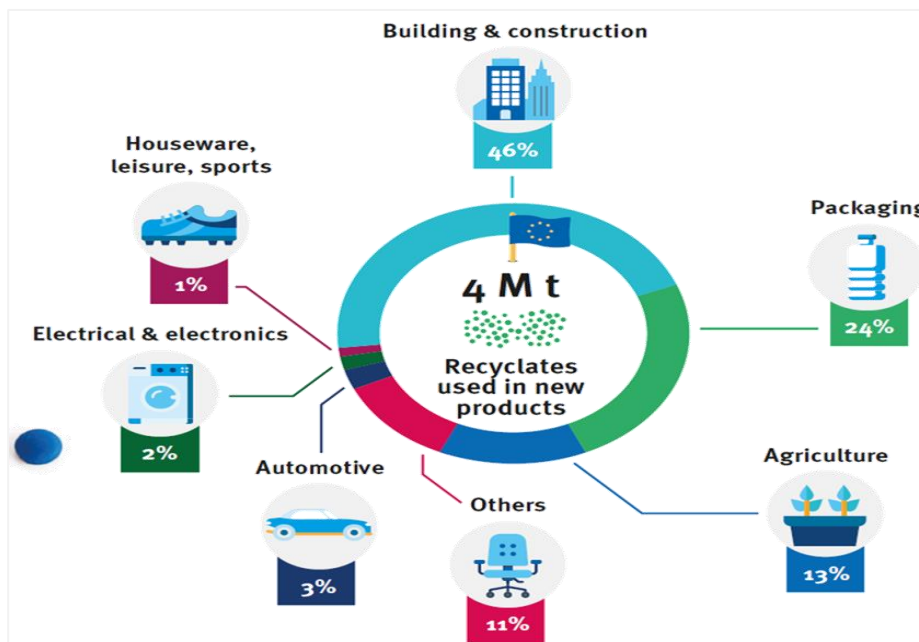 Building & construction
46%
Houseware,
leisure, sports
1%
Packaging
24%
4 Mt
Recyclates
used in new
products
Electrical & electronics
2%
Agriculture
13%
Automotive
3%
Others
11%